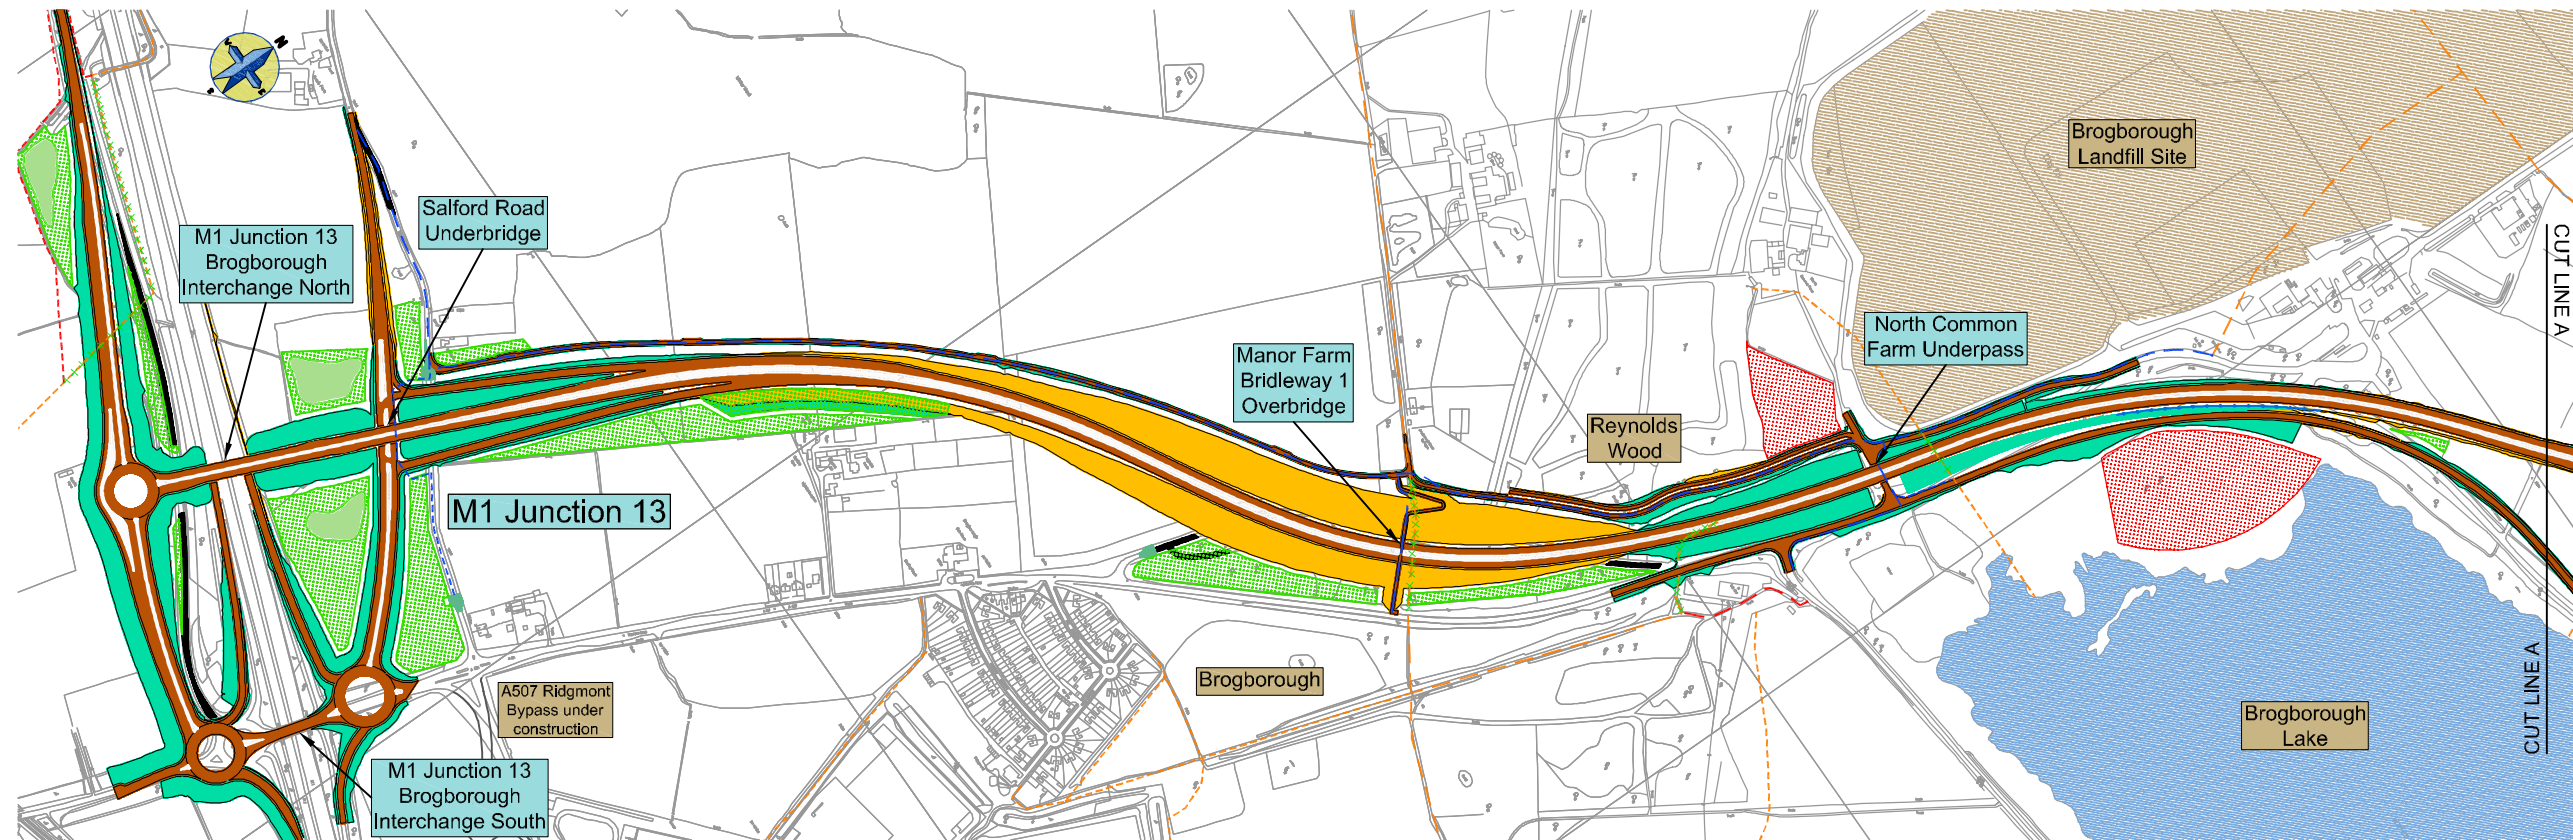 M1 Junction 13
Brogborough
Interchange North
Salford Road
Underbridge
M1 Junction 13
Manor Farm
Bridleway 1
Overbridge
Reynolds
Wood
North Common
Farm Underpass
Brogborough
Landfill Site
CUT LINE A
A507 Ridgmont
Bypass under
construction
M1 Junction 13
Brogborough
Interchange South
Brogborough
Brogborough
Lake
CUT LINE A